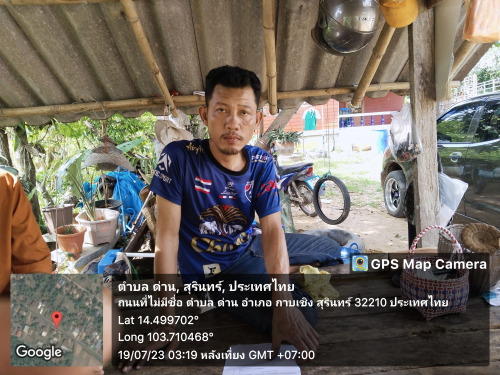 GPS Map Camera
ตำบล ด่าน, สุรินทร์, ประเทศไทย
ถนนที่ไม่มีชื่อ ตำบล ด่าน อำเภอ กาบเชิง สุรินทร์ 32210 ประเทศไทย
Lat 14.499702°
Long 103.710468°
19/07/23 03:19 หลังเที่ยง GMT +07:00
Google